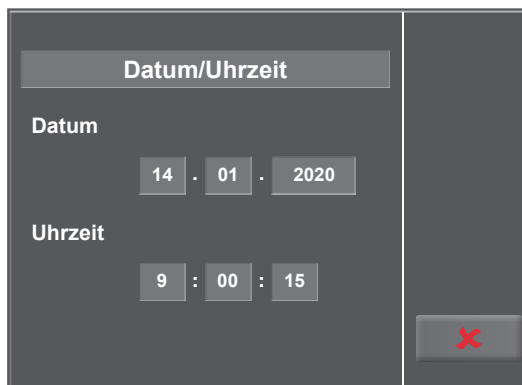 Datum/Uhrzeit
Datum
14 . 01 . 2020
Uhrzeit
9 : 00 : 15